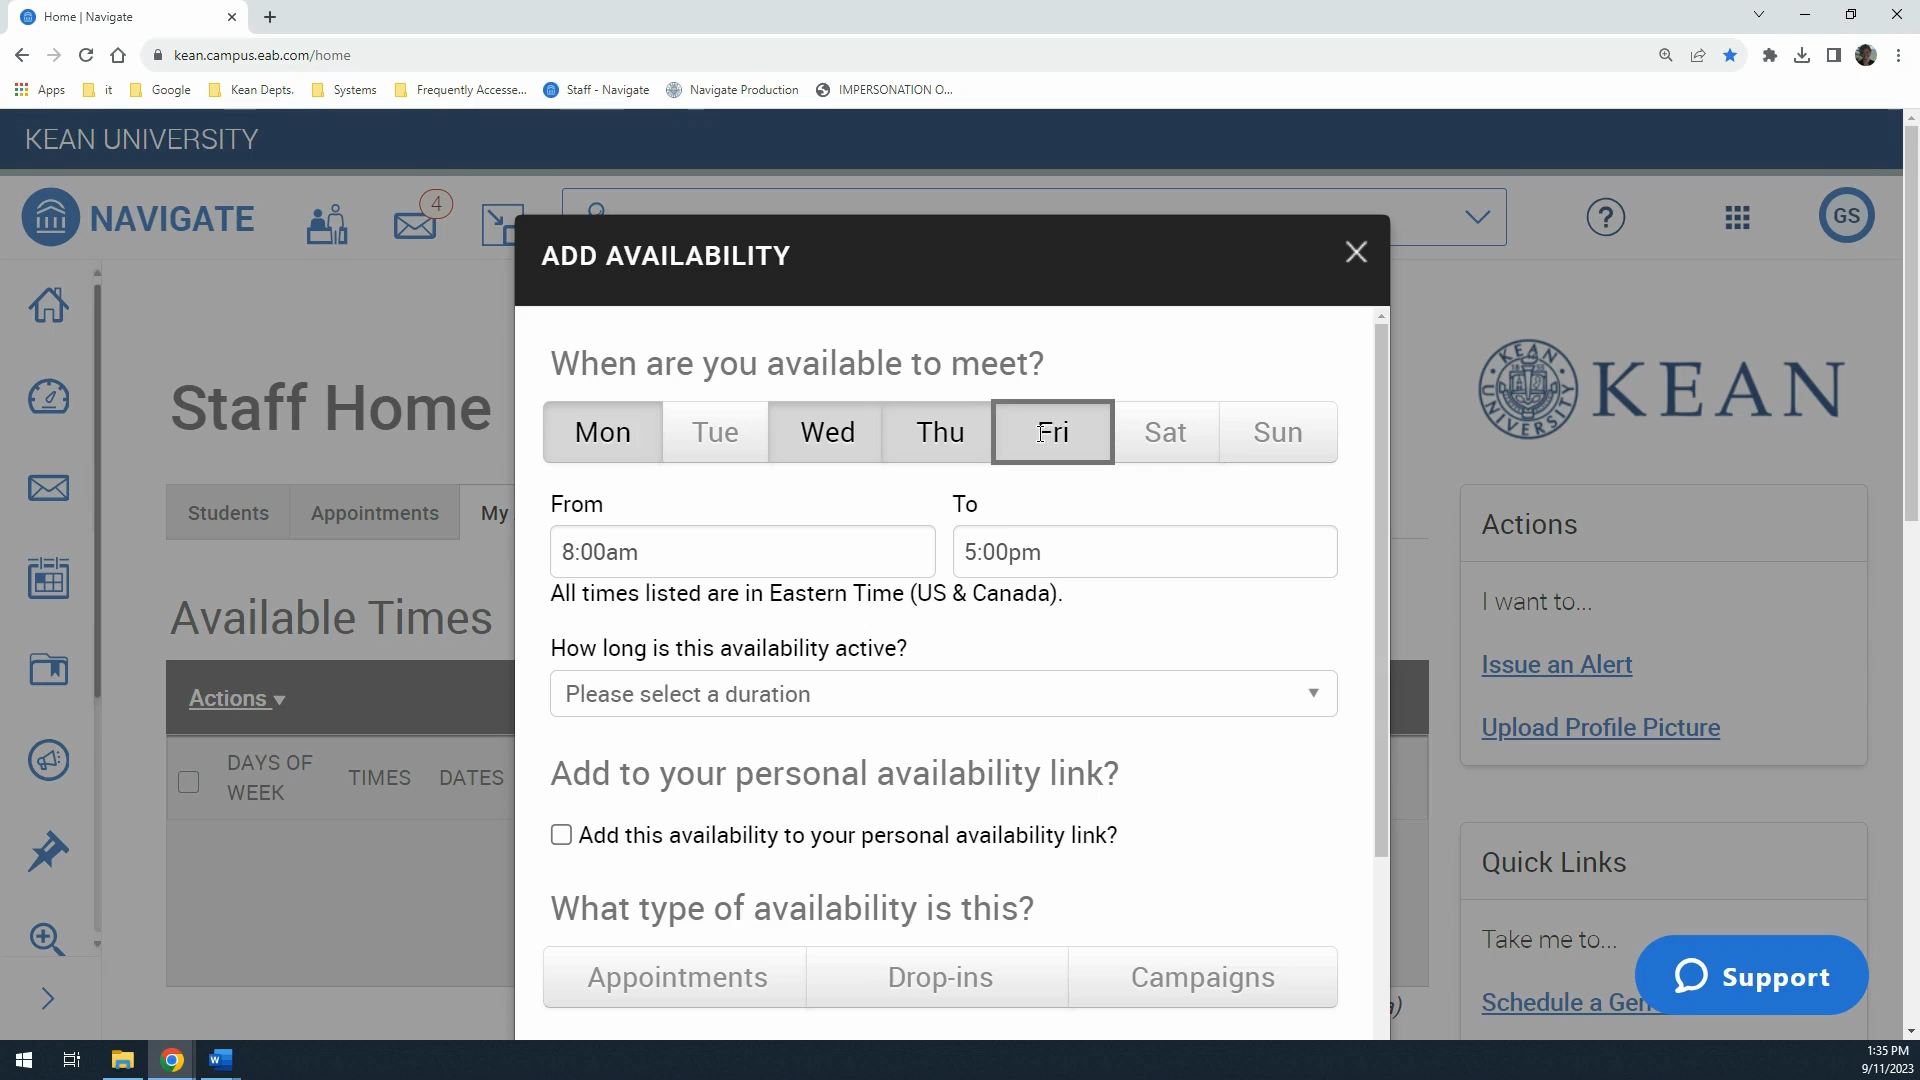 Home | Navigate
kean.campus.eab.com/home
Apps
it
Google
Kean Depts.
Systems
Frequently Accesse...
Staff - Navigate
Navigate Production
IMPERSONATION O...
KEAN UNIVERSITY
NAVIGATE
4
GS
ADD AVAILABILITY
Staff Home
KEAN UNIVERSITY
KEAN
When are you available to meet?
Mon
Tue
Wed
Thu
Fri
Sat
Sun
Students
Appointments
My
From
To
8:00am
5:00pm
All times listed are in Eastern Time (US & Canada).
Available Times
How long is this availability active?
Please select a duration
Actions
DAYS OF
WEEK
TIMES
DATES
Add to your personal availability link?
Add this availability to your personal availability link?
What type of availability is this?
Appointments
Drop-ins
Campaigns
Actions
I want to...
Issue an Alert
Upload Profile Picture
Quick Links
Take me to...
Schedule a Gen
Support
1:35 PM
9/11/2023